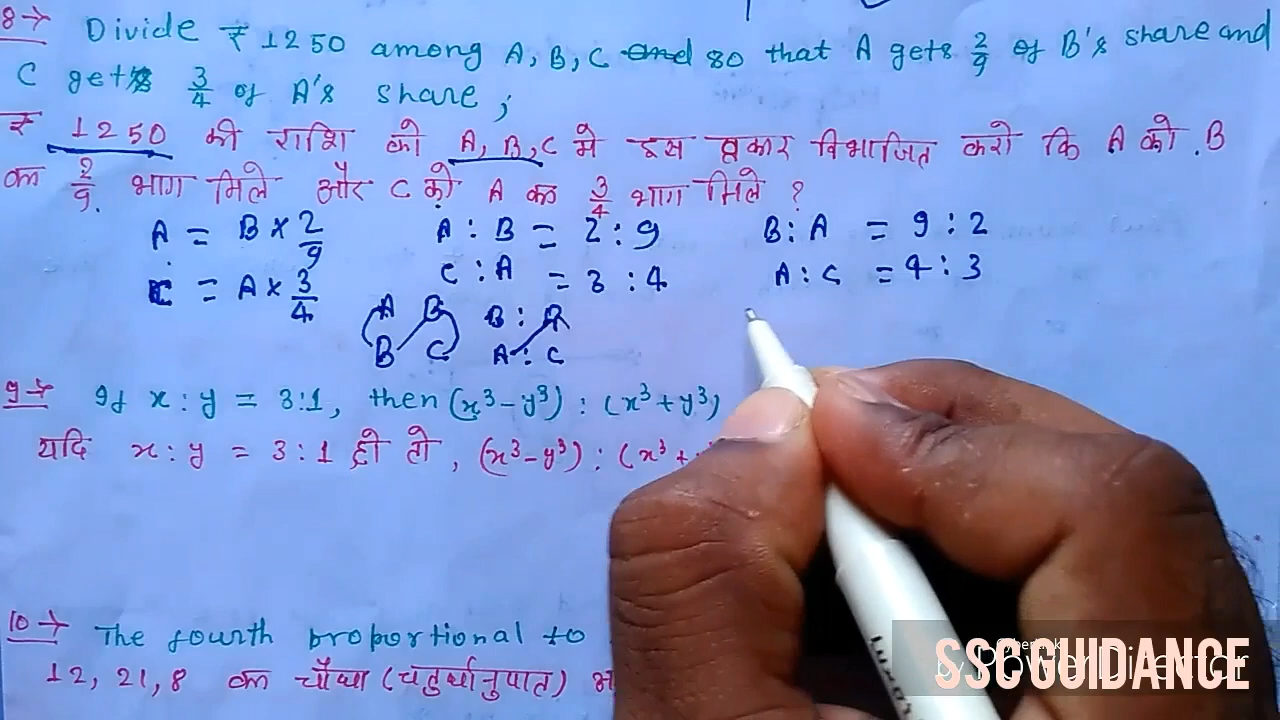 8→ Divide ₹ 1250 among A, B, C and so that A gets 2/9 of B's share and
C gets 3/4 of A's share;
₹ 1250 की राशि को A, B, C मे इस प्रकार विभाजित करो कि A को B
का 2/9 भाग मिले और C को A का 3/4 भाग मिले ?
A = B × 2/9 A : B = 2 : 9 B : A = 9 : 2
C = A × 3/4 C : A = 3 : 4 A : C = 4 : 3
A B B : A
B C A : C
9→ If x : y = 3:1, then (x³-y³) : (x³+y³)
यदि x : y = 3 : 1 हो तो, (x³-y³) : (x³+
10→ The fourth proportional to
12, 21, 8 का चौथा (चतुर्थानुपात)
SSCGUIDANCE